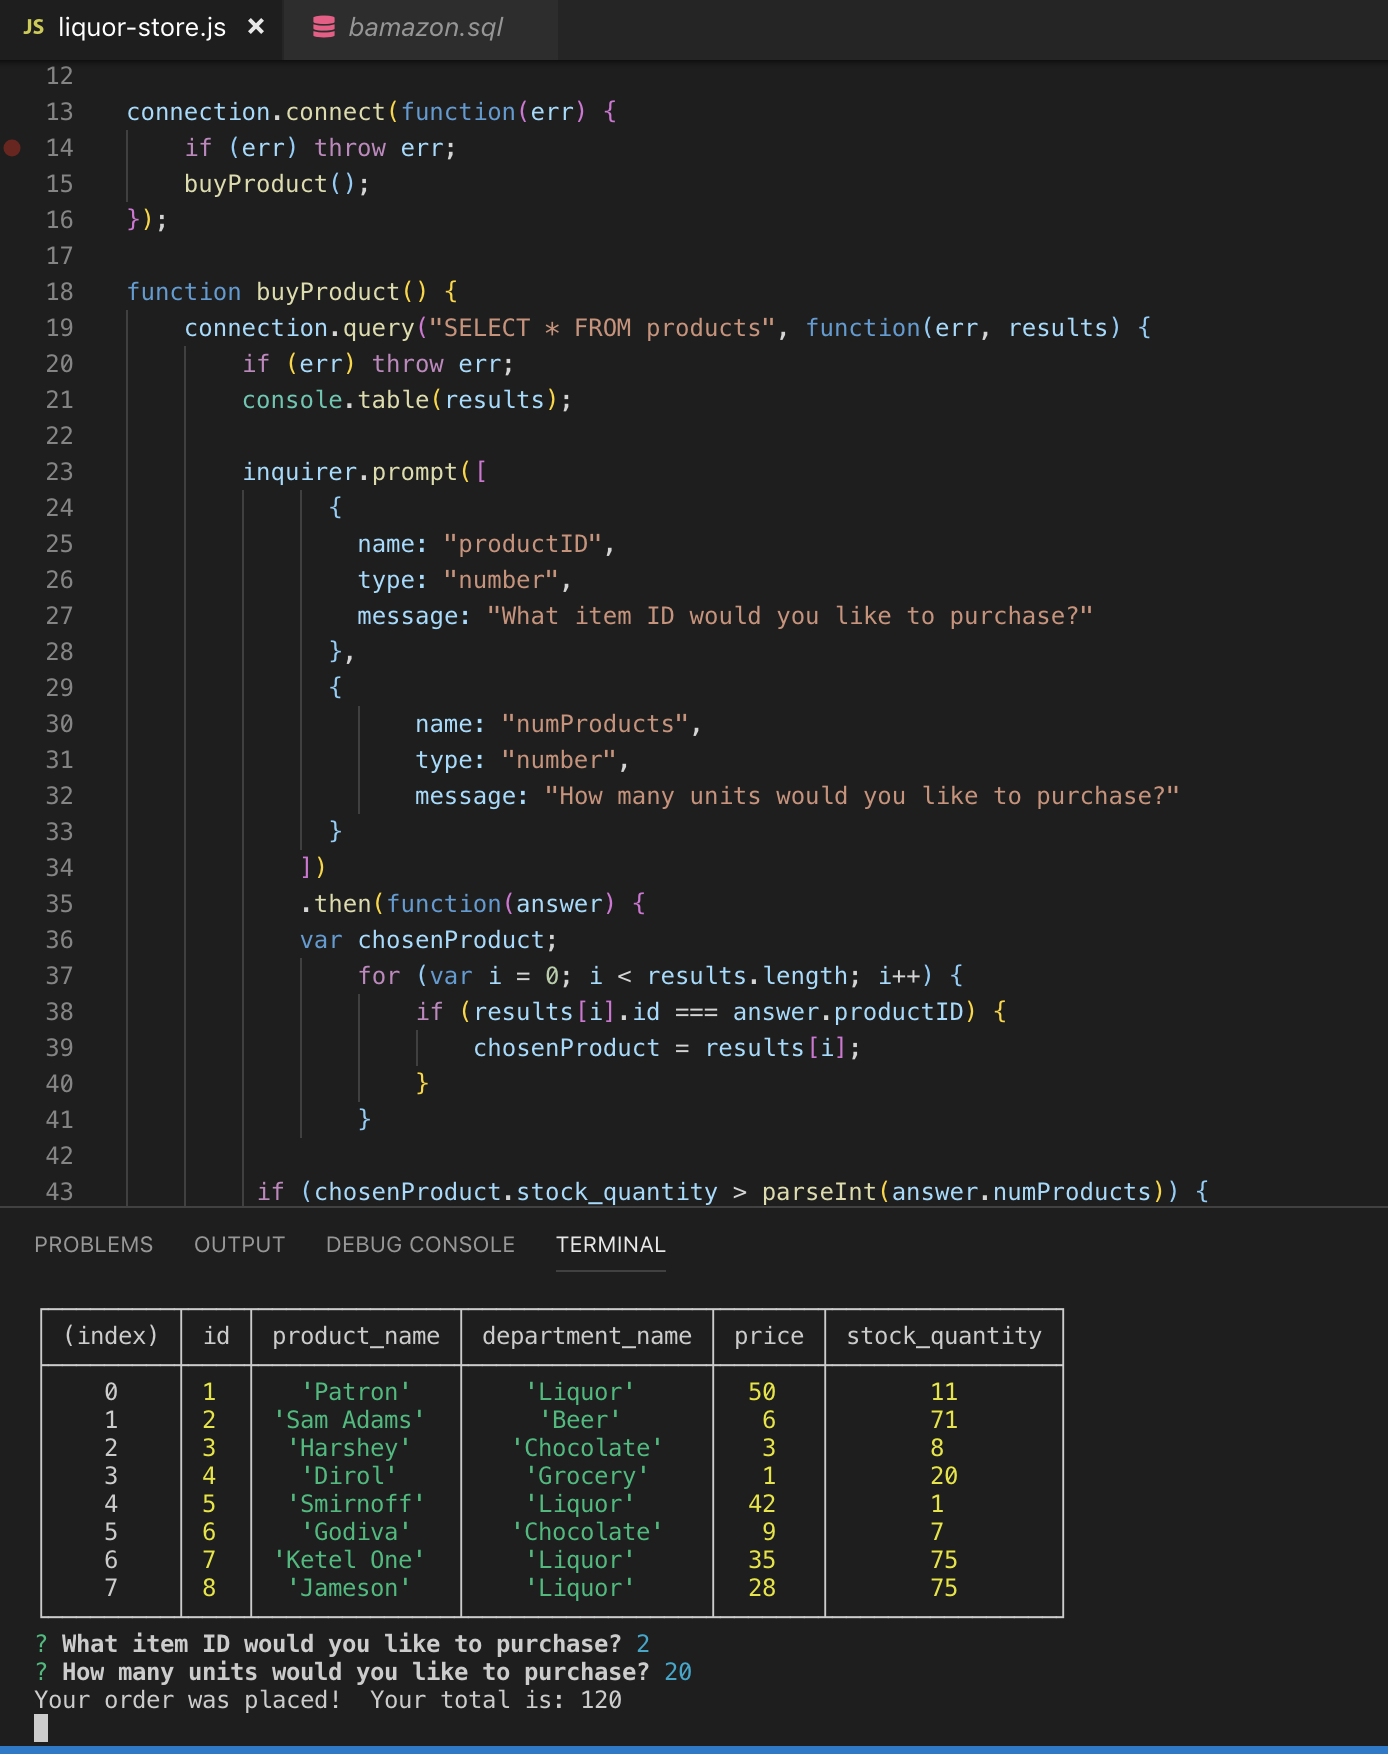 JS liquor-store.js × bamazon.sql
12
13 connection.connect(function(err) {
14 if (err) throw err;
15 buyProduct();
16 });
17
18 function buyProduct() {
19 connection.query("SELECT * FROM products", function(err, results) {
20 if (err) throw err;
21 console.table(results);
22
23 inquirer.prompt([
24 {
25 name: "productID",
26 type: "number",
27 message: "What item ID would you like to purchase?"
28 },
29 {
30 name: "numProducts",
31 type: "number",
32 message: "How many units would you like to purchase?"
33 }
34 ])
35 .then(function(answer) {
36 var chosenProduct;
37 for (var i = 0; i < results.length; i++) {
38 if (results[i].id === answer.productID) {
39 chosenProduct = results[i];
40 }
41 }
42
43 if (chosenProduct.stock_quantity > parseInt(answer.numProducts)) {
PROBLEMS OUTPUT DEBUG CONSOLE TERMINAL
(index) id product_name department_name price stock_quantity
0 1 'Patron' 'Liquor' 50 11
1 2 'Sam Adams' 'Beer' 6 71
2 3 'Harshey' 'Chocolate' 3 8
3 4 'Dirol' 'Grocery' 1 20
4 5 'Smirnoff' 'Liquor' 42 1
5 6 'Godiva' 'Chocolate' 9 7
6 7 'Ketel One' 'Liquor' 35 75
7 8 'Jameson' 'Liquor' 28 75
? What item ID would you like to purchase? 2
? How many units would you like to purchase? 20
Your order was placed! Your total is: 120